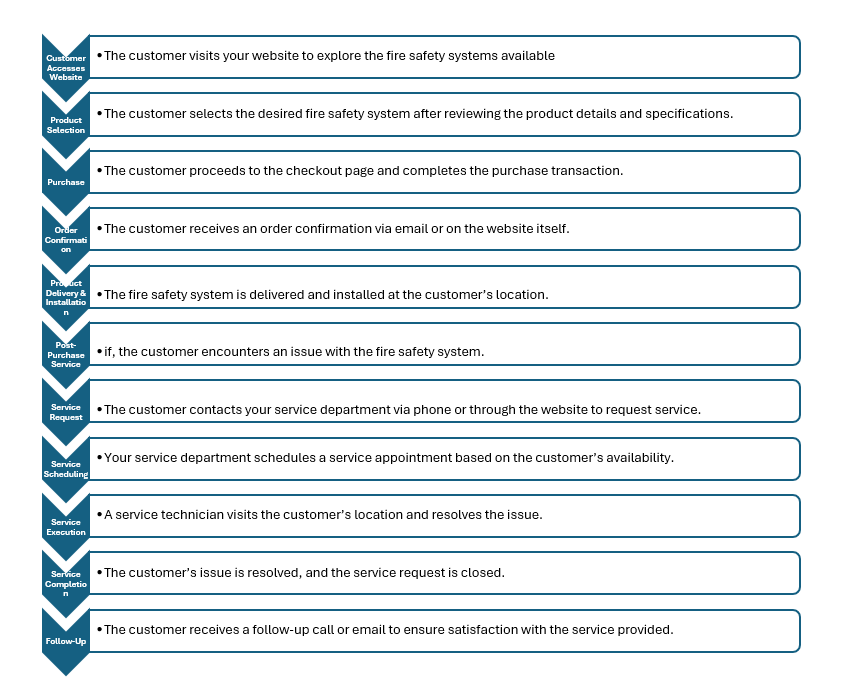 Customer
Accesses
Website
•The customer visits your website to explore the fire safety systems available
Product
Selection
•The customer selects the desired fire safety system after reviewing the product details and specifications.
Purchase
•The customer proceeds to the checkout page and completes the purchase transaction.
Order
Confirmati
on
•The customer receives an order confirmation via email or on the website itself.
Product
Delivery &
Installatio
n
•The fire safety system is delivered and installed at the customer’s location.
Post-
Purchase
Service
•if, the customer encounters an issue with the fire safety system.
Service
Request
•The customer contacts your service department via phone or through the website to request service.
Service
Scheduling
•Your service department schedules a service appointment based on the customer’s availability.
Service
Execution
•A service technician visits the customer’s location and resolves the issue.
Service
Completio
n
•The customer’s issue is resolved, and the service request is closed.
Follow-Up
•The customer receives a follow-up call or email to ensure satisfaction with the service provided.